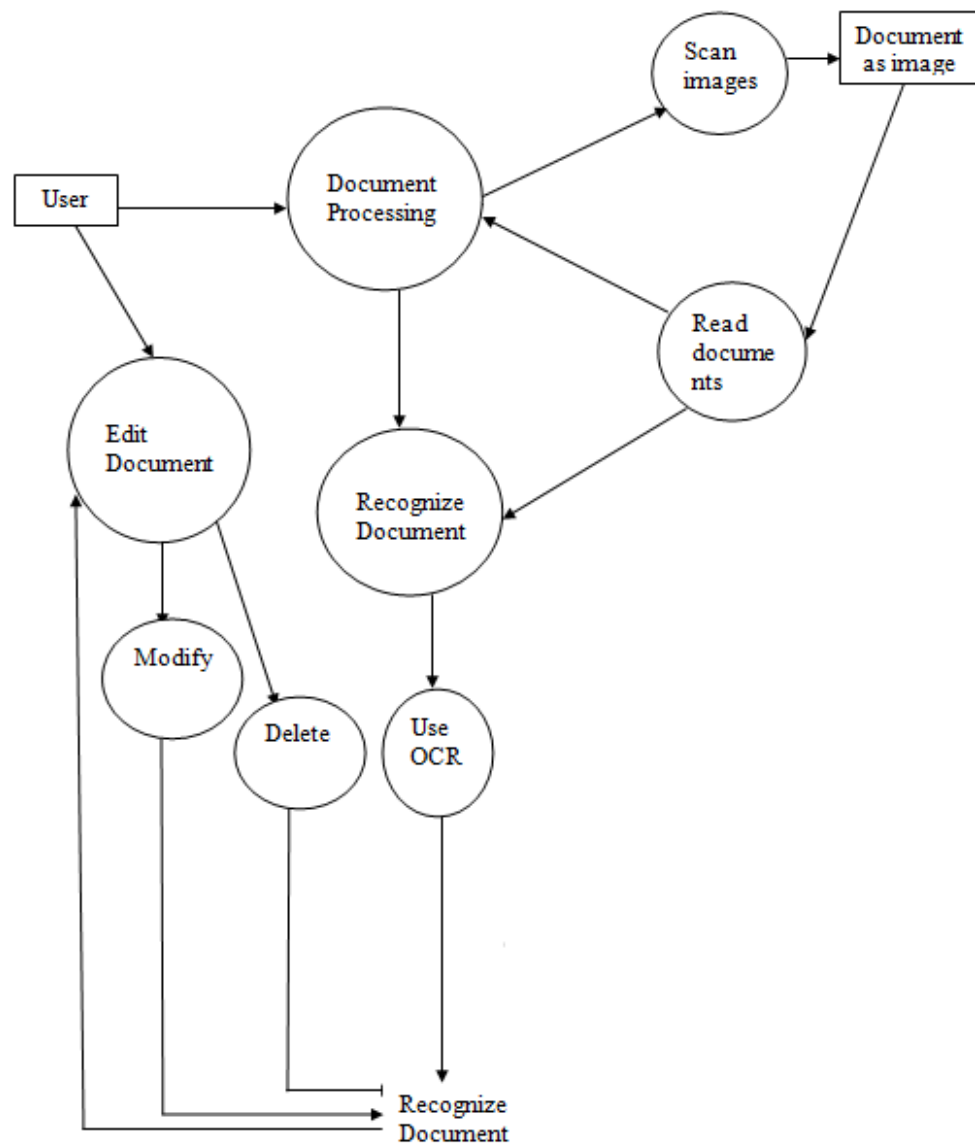 Scan
images
Document
as image
Document
Processing
User
Read
docume
nts
Edit
Document
Recognize
Document
Modify
Delete
Use
OCR
Recognize
Document